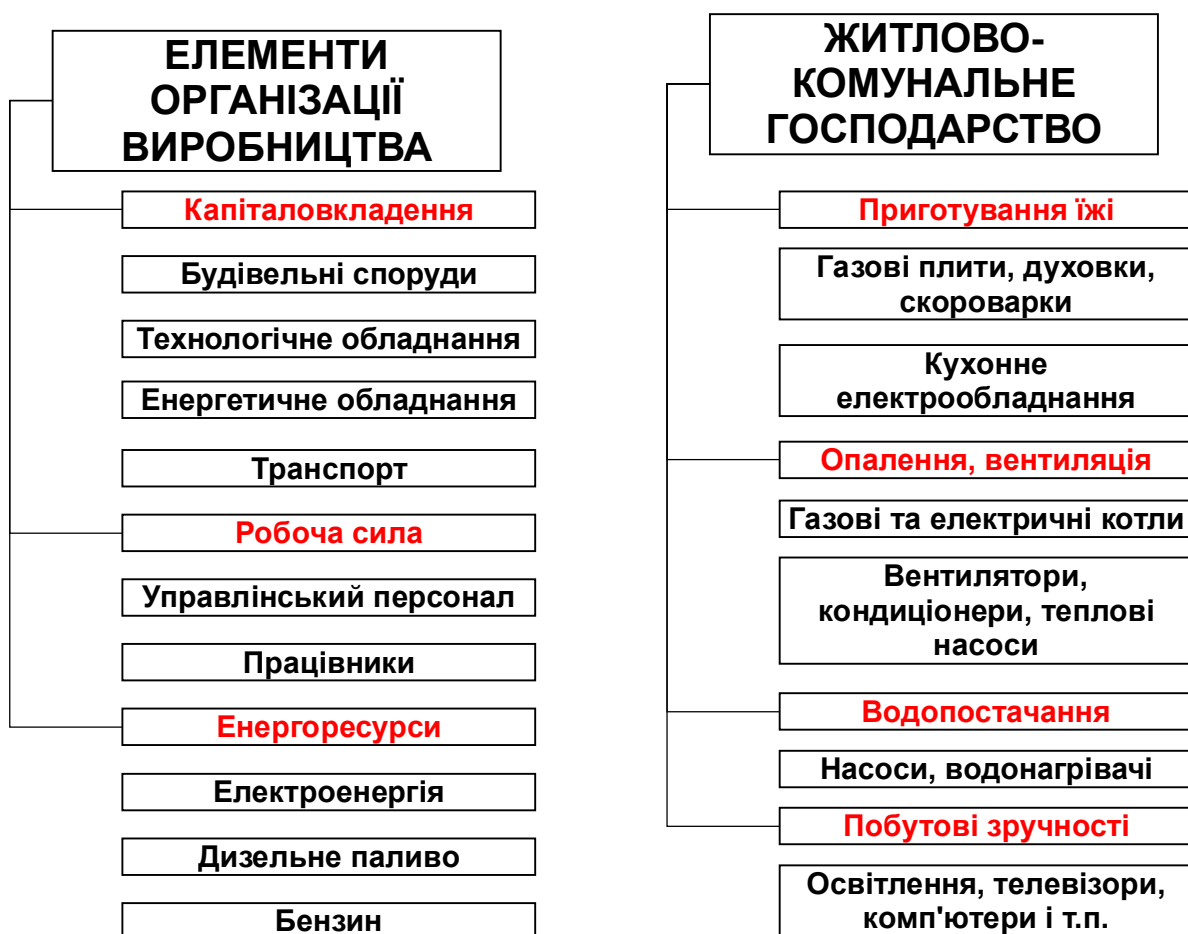 ЕЛЕМЕНТИ
ОРГАНІЗАЦІЇ
ВИРОБНИЦТВА
Капіталовкладення
Будівельні споруди
Технологічне обладнання
Енергетичне обладнання
Транспорт
Робоча сила
Управлінський персонал
Працівники
Енергоресурси
Електроенергія
Дизельне паливо
Бензин
ЖИТЛОВО-
КОМУНАЛЬНЕ
ГОСПОДАРСТВО
Приготування їжі
Газові плити, духовки,
скороварки
Кухонне
електрообладнання
Опалення, вентиляція
Газові та електричні котли
Вентилятори,
кондиціонери, теплові
насоси
Водопостачання
Насоси, водонагрівачі
Побутові зручності
Освітлення, телевізори,
комп'ютери і т.п.